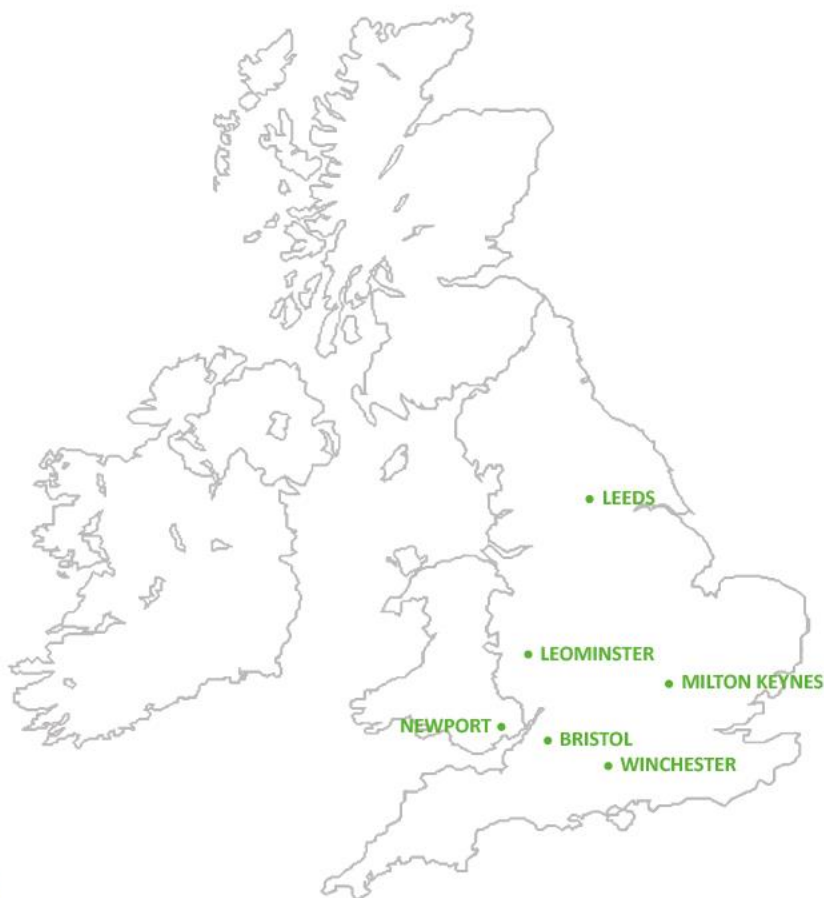 LEEDS
LEOMINSTER
MILTON KEYNES
NEWPORT
BRISTOL
WINCHESTER